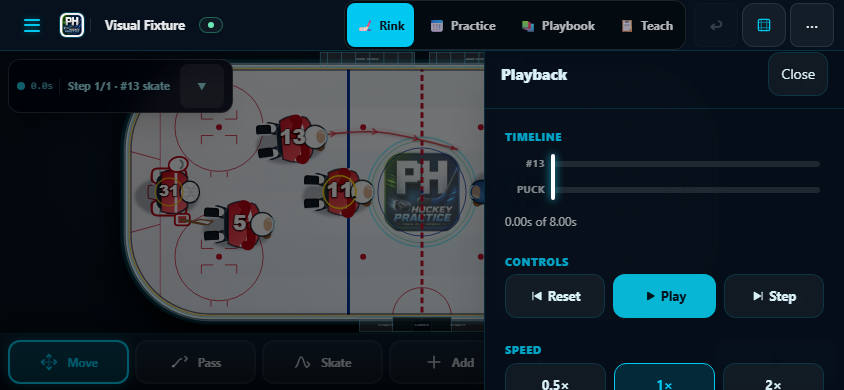 PH
Visual Fixture
Rink
Practice
Playbook
Teach
...
0.0s
Step 1/1 · #13 skate
▼
13
31
11
5
PH
HOCKEY
PRACTICE
Playback
Close
TIMELINE
#13
PUCK
0.00s of 8.00s
CONTROLS
Reset
Play
Step
SPEED
0.5×
1×
2×
Move
Pass
Skate
Add